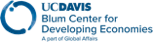 UCDAVIS
Blum Center for
Developing Economies
A part of Global Affairs